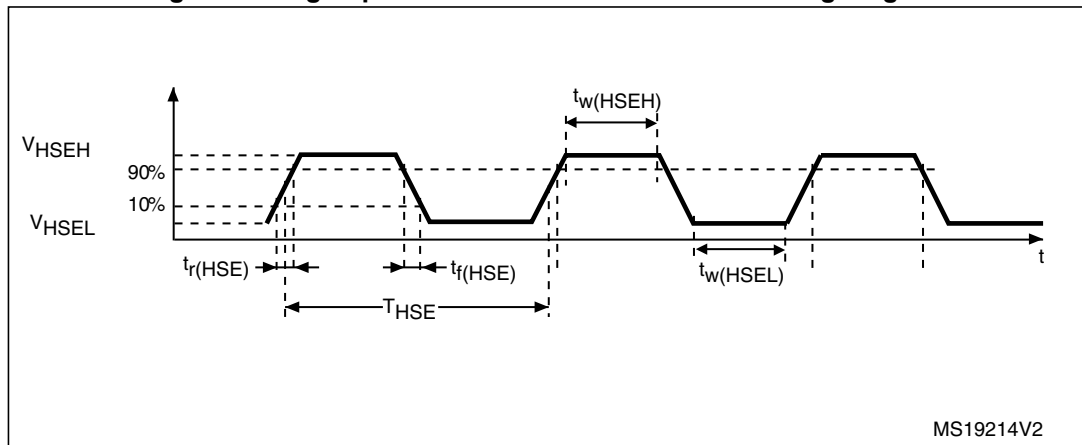 tw(HSEH)
VHSEH
90%
10%
VHSEL
t
tr(HSE)
tf(HSE)
tw(HSEL)
THSE
MS19214V2